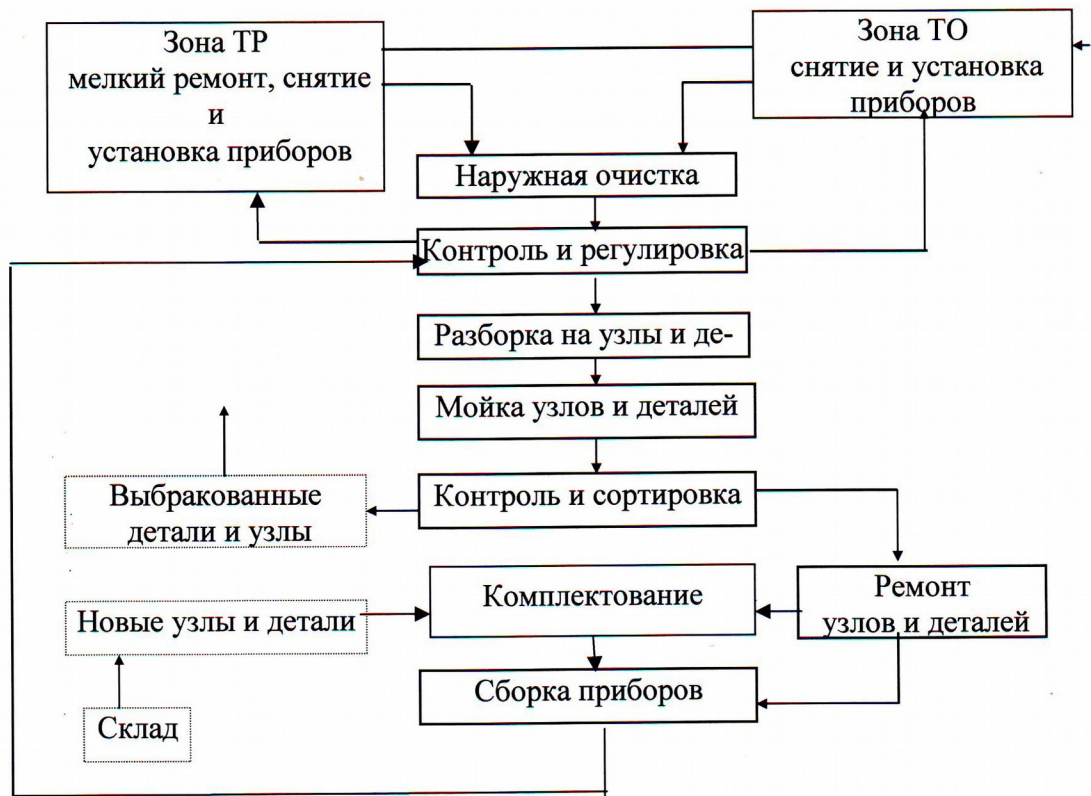 Зона ТР
мелкий ремонт, снятие
и
установка приборов
Зона ТО
снятие и установка
приборов
Наружная очистка
Контроль и регулировка
Разборка на узлы и де-
Мойка узлов и деталей
Контроль и сортировка
Выбракованные
детали и узлы
Комплектование
Ремонт
узлов и деталей
Новые узлы и детали
Сборка приборов
Склад